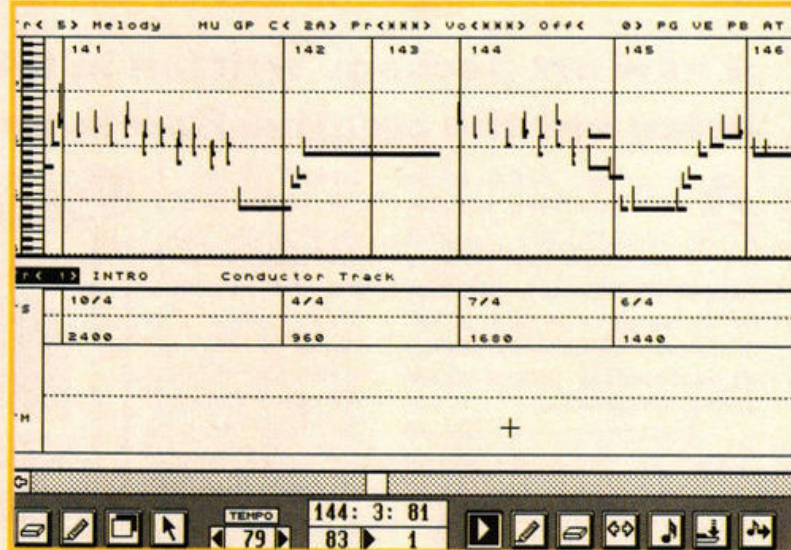 r< 5> Melody MU GP C< 2A> Pr<***> Vo<***> Off< 0> PG VE PB AT
141 142 143 144 145 146
r< 1> INTRO Conductor Track
10/4 4/4 7/4 6/4
2400 960 1680 1440
M
TEMPO
79
144: 3: 81
83 1